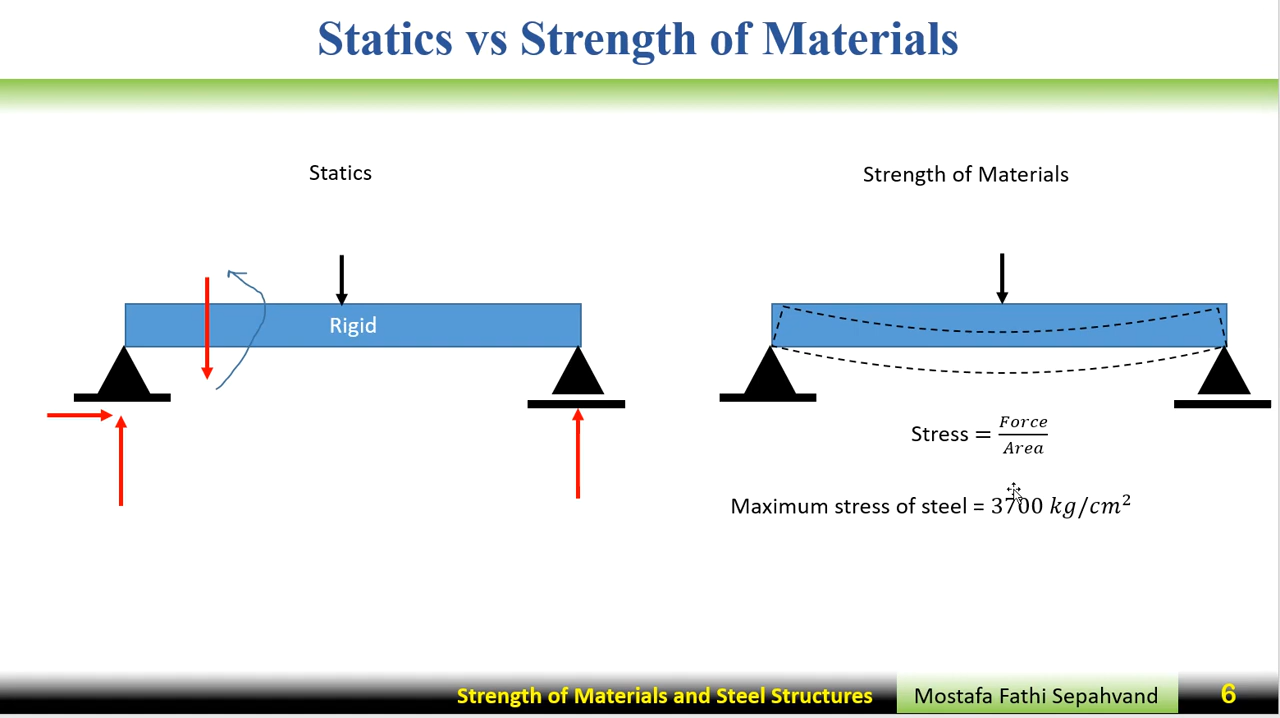 Statics vs Strength of Materials
Statics
Strength of Materials
Rigid
Stress = Force/Area
Maximum stress of steel = 3700 kg/cm²
Strength of Materials and Steel Structures
Mostafa Fathi Sepahvand
6